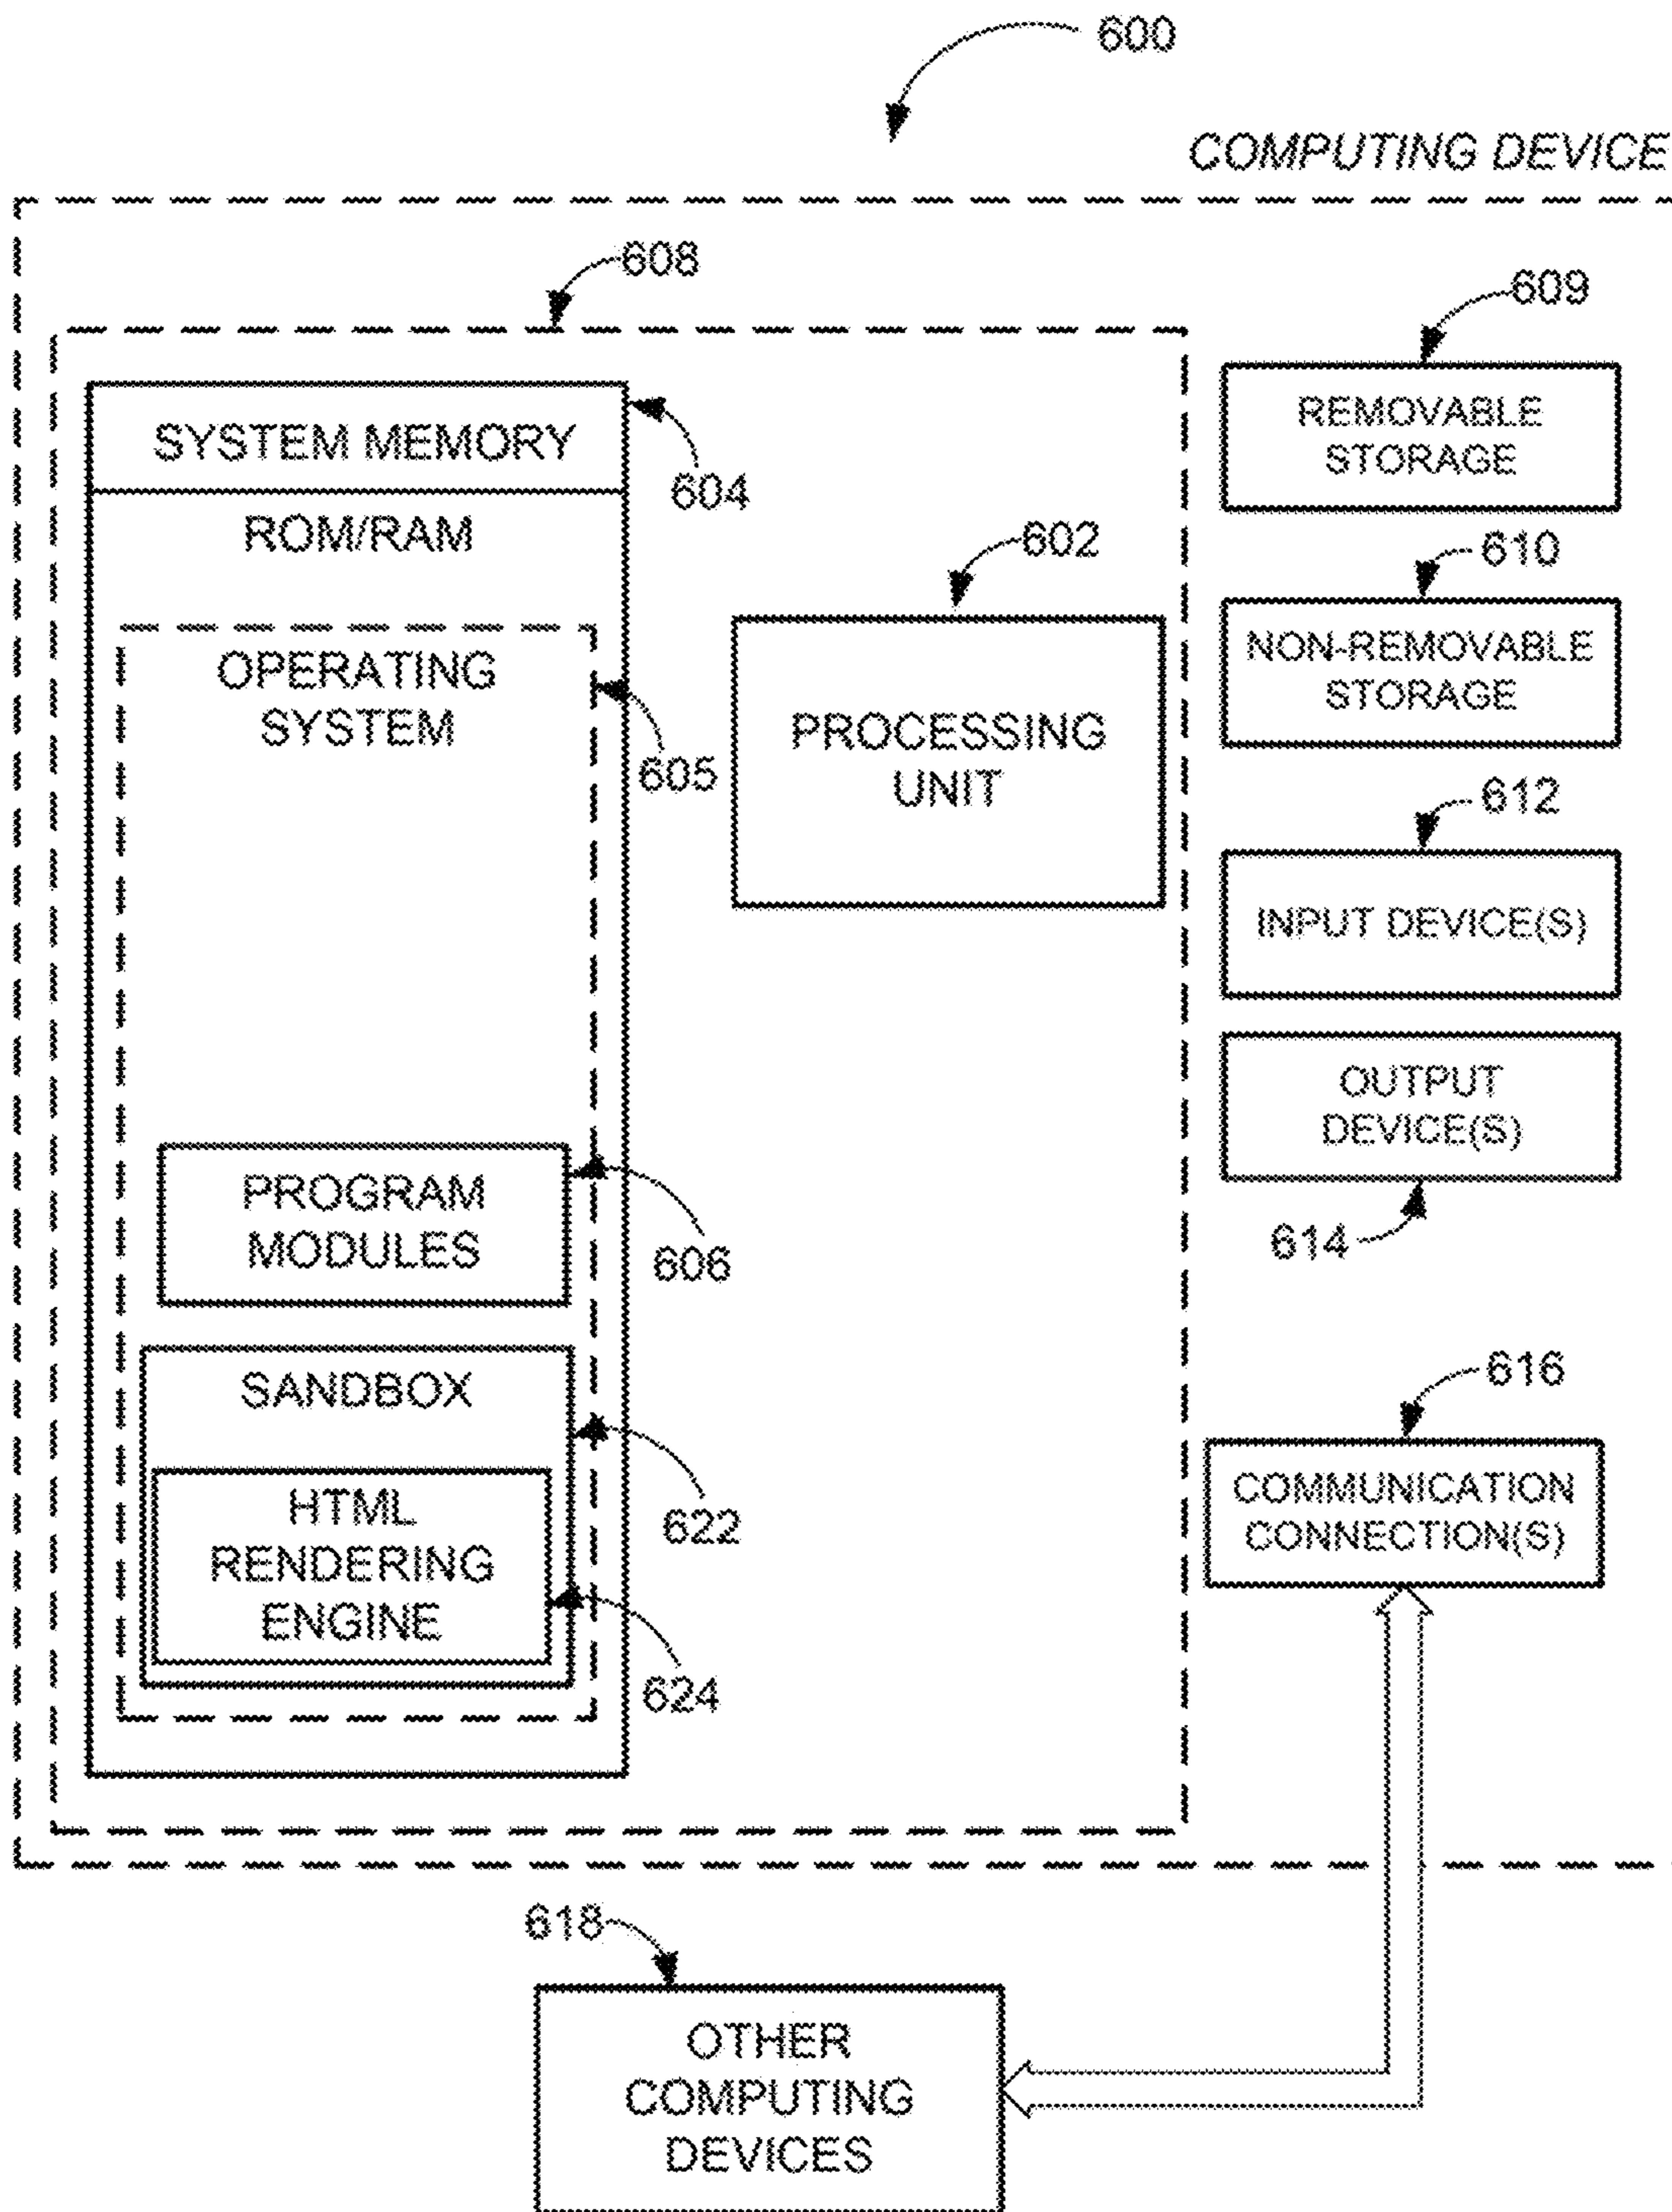 600
COMPUTING DEVICE
608
609
SYSTEM MEMORY
604
REMOVABLE
STORAGE
ROM/RAM
602
610
OPERATING
SYSTEM
605
PROCESSING
UNIT
NON-REMOVABLE
STORAGE
612
INPUT DEVICE(S)
OUTPUT
DEVICE(S)
614
PROGRAM
MODULES
606
SANDBOX
622
616
HTML
RENDERING
ENGINE
624
COMMUNICATION
CONNECTION(S)
618
OTHER
COMPUTING
DEVICES